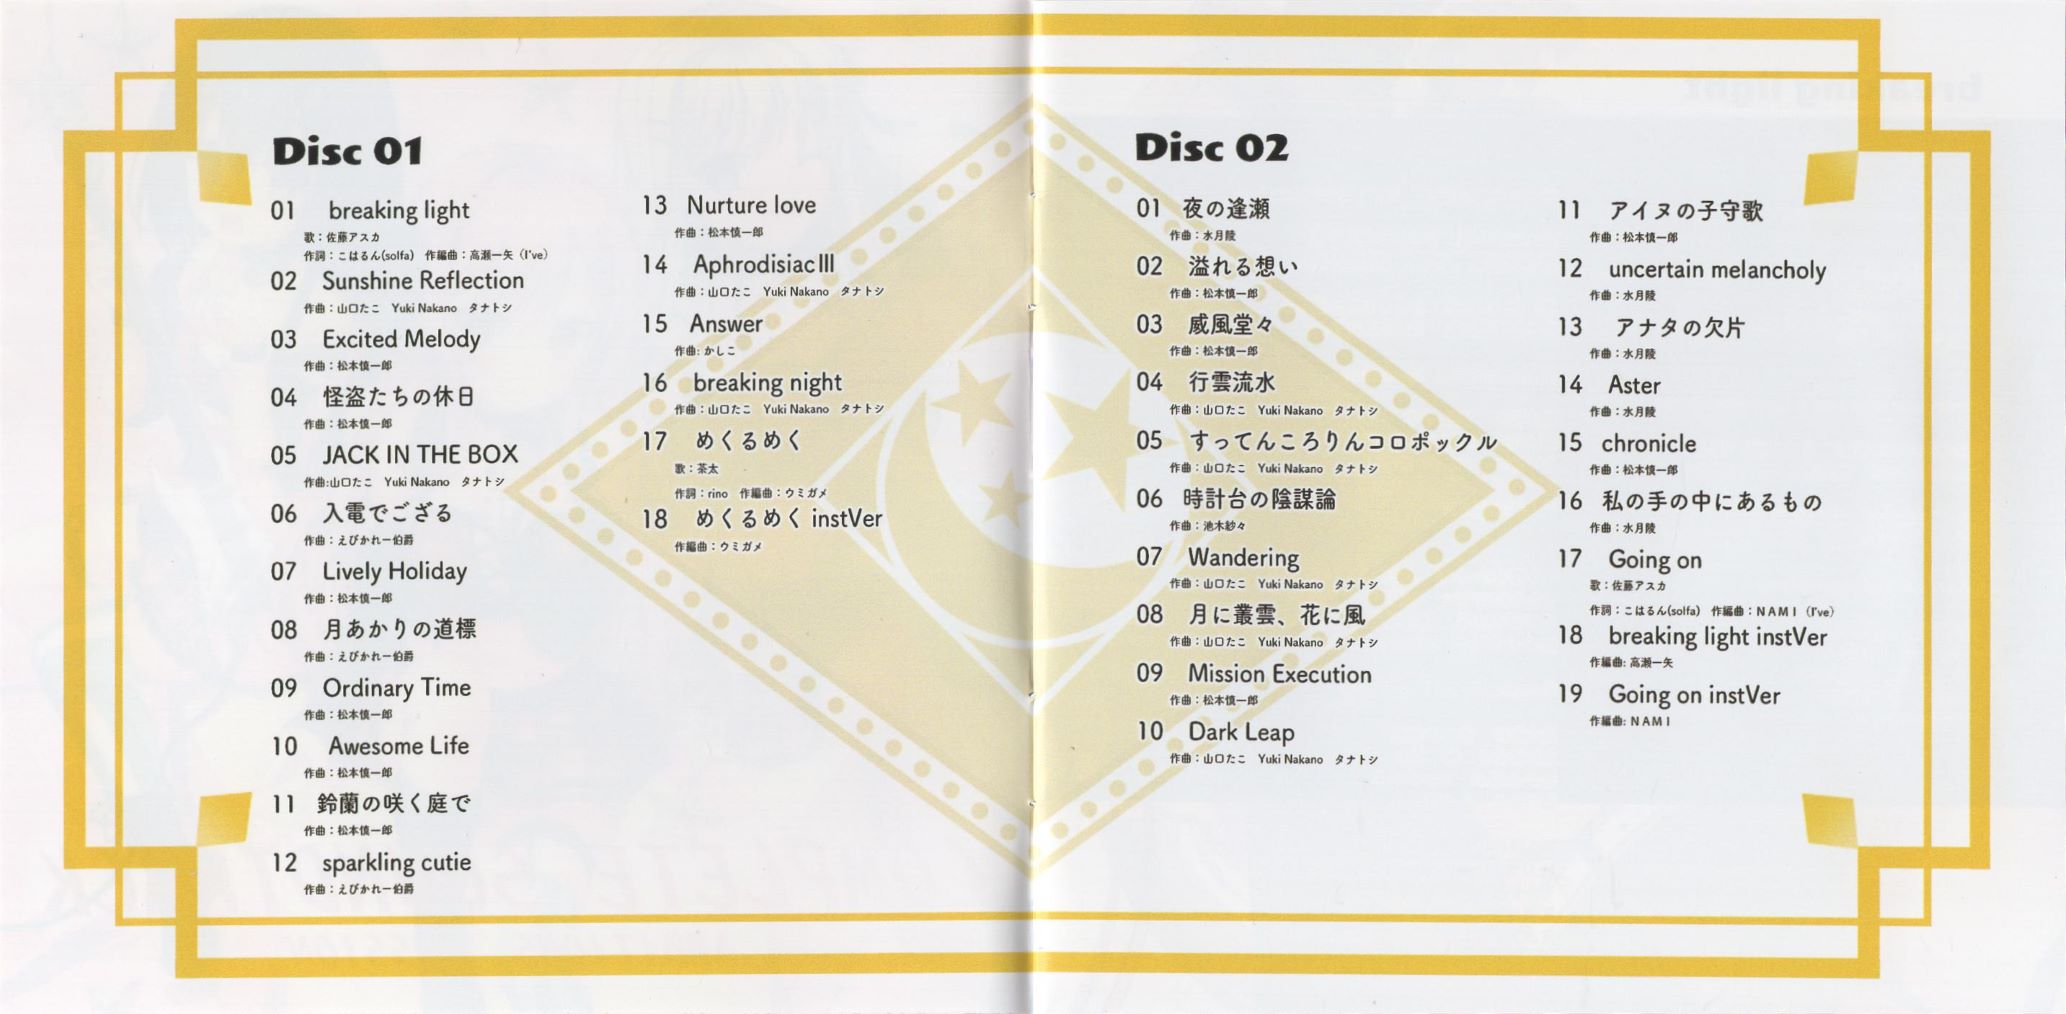 Disc 01
01 breaking light
歌：佐藤アスカ
作詞：こはるん(solfa) 作編曲：高瀬一矢（I've）
02 Sunshine Reflection
作曲：山口たこ Yuki Nakano タナトシ
03 Excited Melody
作曲：松本慎一郎
04 怪盗たちの休日
作曲：松本慎一郎
05 JACK IN THE BOX
作曲:山口たこ Yuki Nakano タナトシ
06 入電でござる
作曲：えびかれー伯爵
07 Lively Holiday
作曲：松本慎一郎
08 月あかりの道標
作曲：えびかれー伯爵
09 Ordinary Time
作曲：松本慎一郎
10 Awesome Life
作曲：松本慎一郎
11 鈴蘭の咲く庭で
作曲：松本慎一郎
12 sparkling cutie
作曲：えびかれー伯爵
13 Nurture love
作曲：松本慎一郎
14 AphrodisiacⅢ
作曲：山口たこ Yuki Nakano タナトシ
15 Answer
作曲: かしこ
16 breaking night
作曲：山口たこ Yuki Nakano タナトシ
17 めくるめく
歌：茶太
作詞：rino 作編曲：ウミガメ
18 めくるめく instVer
作編曲：ウミガメ
Disc 02
01 夜の逢瀬
作曲：水月陵
02 溢れる想い
作曲：松本慎一郎
03 威風堂々
作曲：松本慎一郎
04 行雲流水
作曲：山口たこ Yuki Nakano タナトシ
05 すってんころりんコロポックル
作曲：山口たこ Yuki Nakano タナトシ
06 時計台の陰謀論
作曲：池木紗々
07 Wandering
作曲：山口たこ Yuki Nakano タナトシ
08 月に叢雲、花に風
作曲：山口たこ Yuki Nakano タナトシ
09 Mission Execution
作曲：松本慎一郎
10 Dark Leap
作曲：山口たこ Yuki Nakano タナトシ
11 アイヌの子守歌
作曲：松本慎一郎
12 uncertain melancholy
作曲：水月陵
13 アナタの欠片
作曲：水月陵
14 Aster
作曲：水月陵
15 chronicle
作曲：松本慎一郎
16 私の手の中にあるもの
作曲：水月陵
17 Going on
歌：佐藤アスカ
作詞：こはるん(solfa) 作編曲：NAMI（I've）
18 breaking light instVer
作編曲: 高瀬一矢
19 Going on instVer
作編曲: NAMI